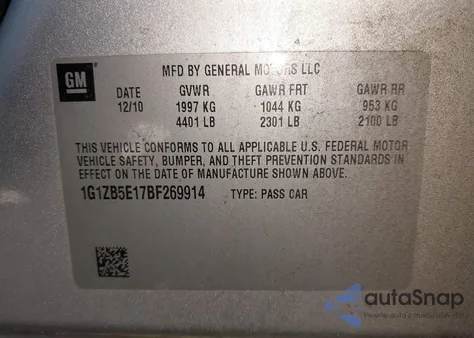 GM
MFD BY GENERAL MOTORS LLC
DATE GVWR GAWR FRT GAWR RR
12/10 1997 KG 1044 KG 953 KG
4401 LB 2301 LB 2100 LB
THIS VEHICLE CONFORMS TO ALL APPLICABLE U.S. FEDERAL MOTOR
VEHICLE SAFETY, BUMPER, AND THEFT PREVENTION STANDARDS IN
EFFECT ON THE DATE OF MANUFACTURE SHOWN ABOVE.
1G1ZB5E17BF269914 TYPE: PASS CAR
autaSnap